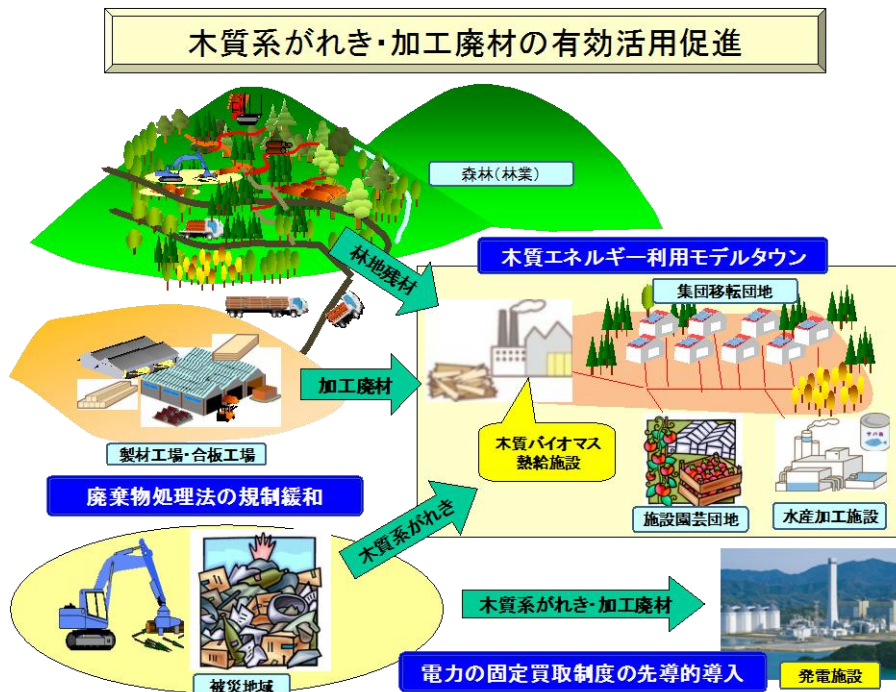 木質系がれき・加工廃材の有効活用促進
森林(林業)
林地残材
木質エネルギー利用モデルタウン
集団移転団地
加工廃材
製材工場・合板工場
木質バイオマス
熱給施設
サバ缶
廃棄物処理法の規制緩和
木質系がれき
施設園芸団地
水産加工施設
木質系がれき・加工廃材
被災地域
電力の固定買取制度の先導的導入
発電施設